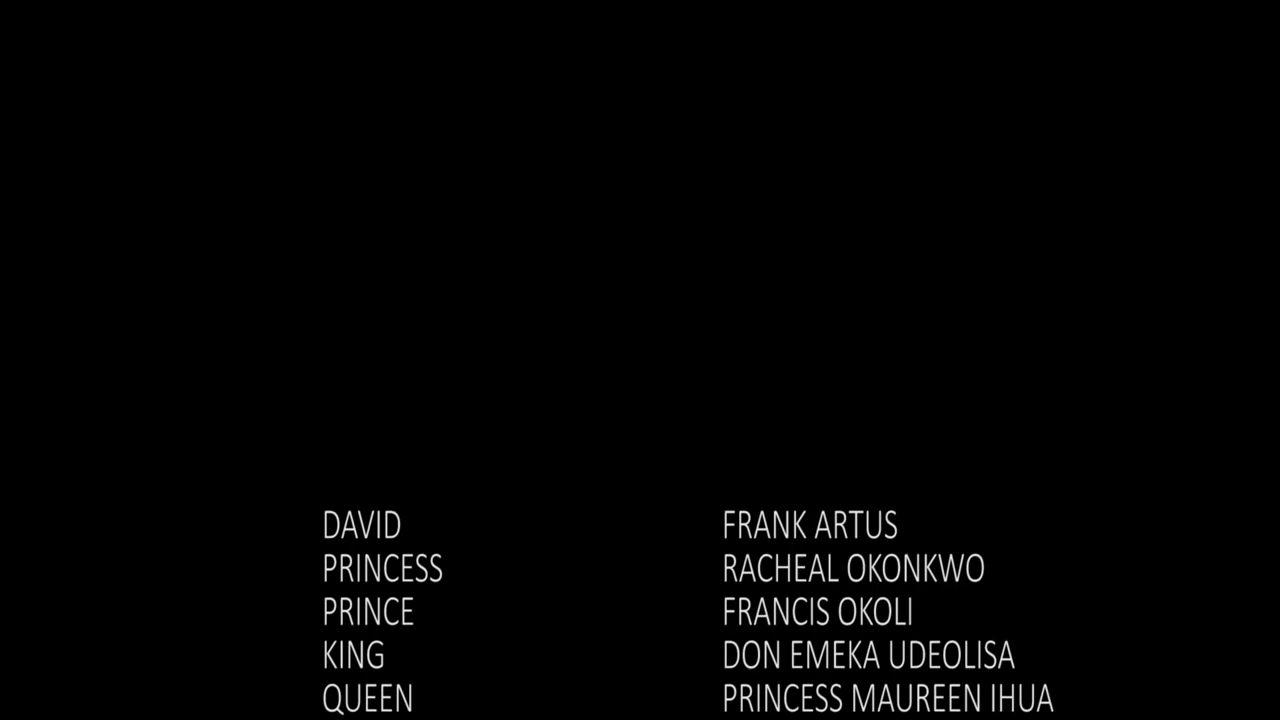 DAVID FRANK ARTUS
PRINCESS RACHEAL OKONKWO
PRINCE FRANCIS OKOLI
KING DON EMEKA UDEOLISA
QUEEN PRINCESS MAUREEN IHUA